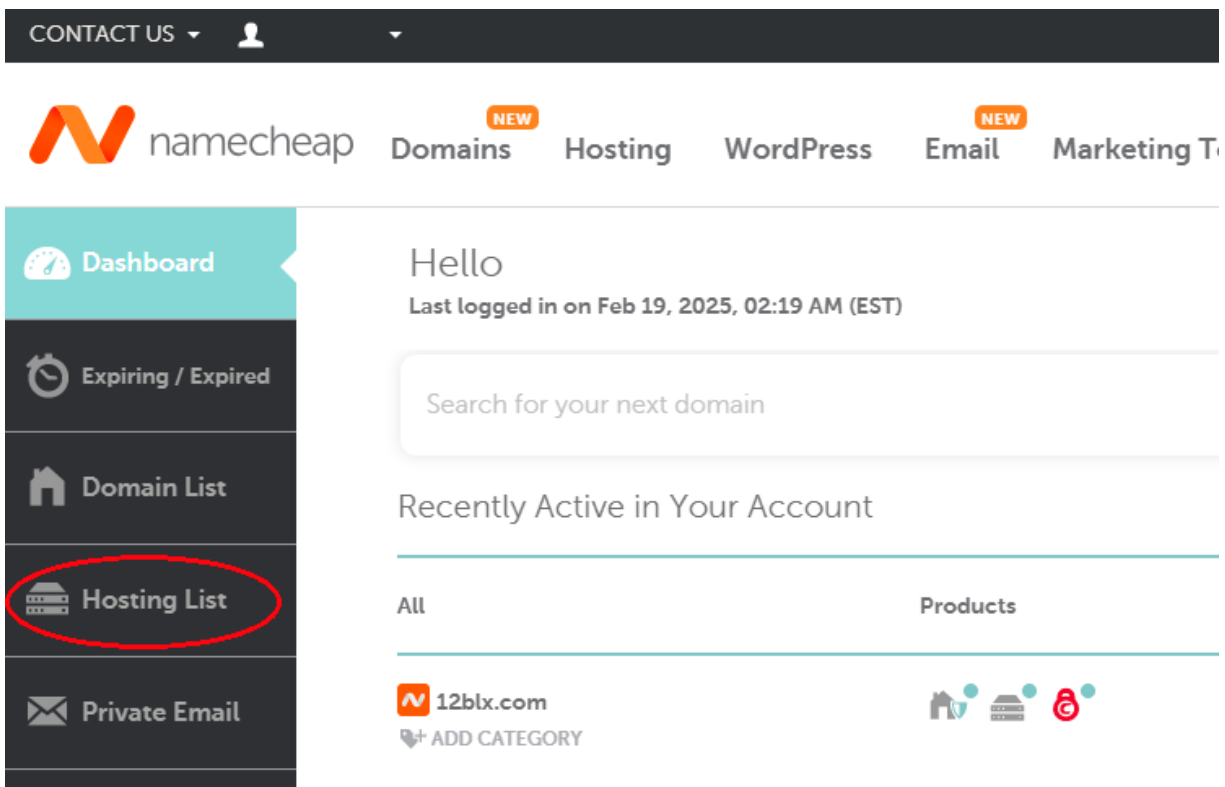 CONTACT US
namecheap
NEW
Domains
Hosting
WordPress
NEW
Email
Marketing
Dashboard
Expiring / Expired
Domain List
Hosting List
Private Email
Hello
Last logged in on Feb 19, 2025, 02:19 AM (EST)
Search for your next domain
Recently Active in Your Account
All
Products
12blx.com
ADD CATEGORY